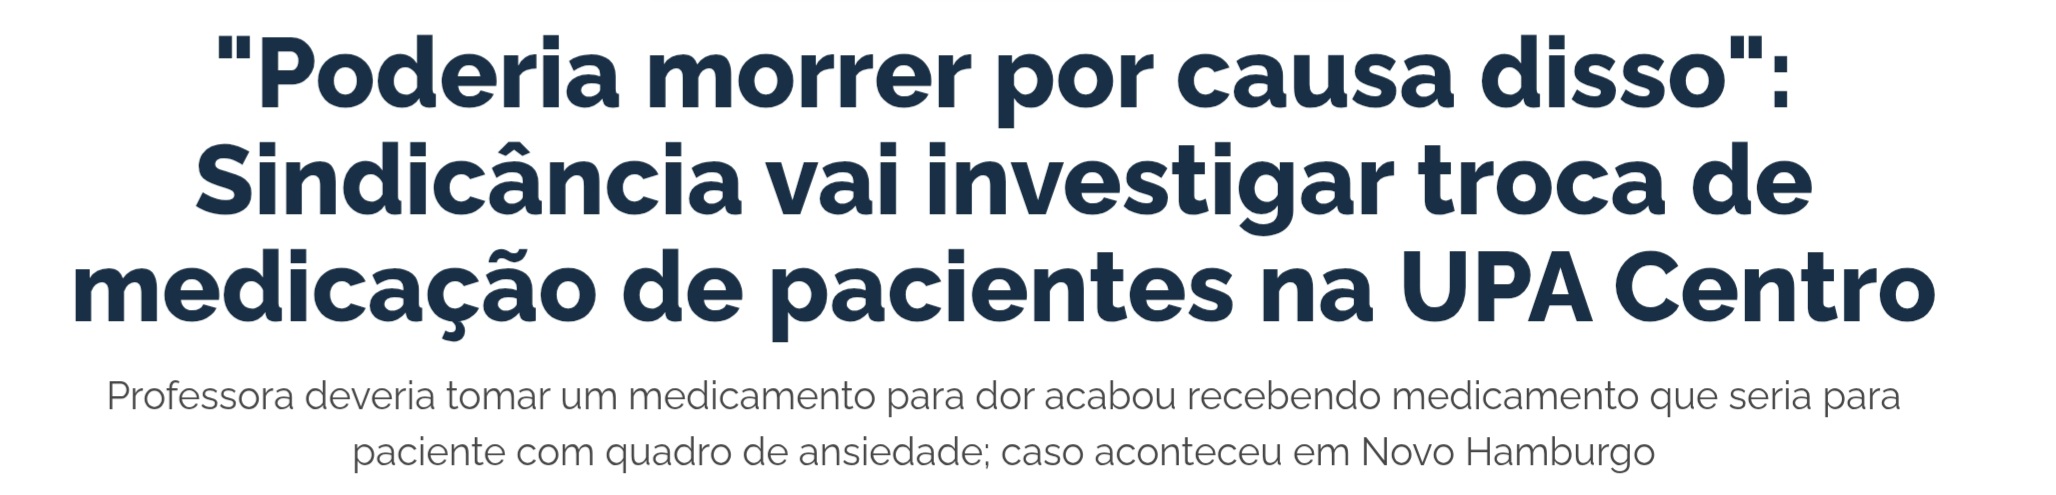 "Poderia morrer por causa disso":
Sindicância vai investigar troca de
medicação de pacientes na UPA Centro
Professora deveria tomar um medicamento para dor acabou recebendo medicamento que seria para
paciente com quadro de ansiedade; caso aconteceu em Novo Hamburgo